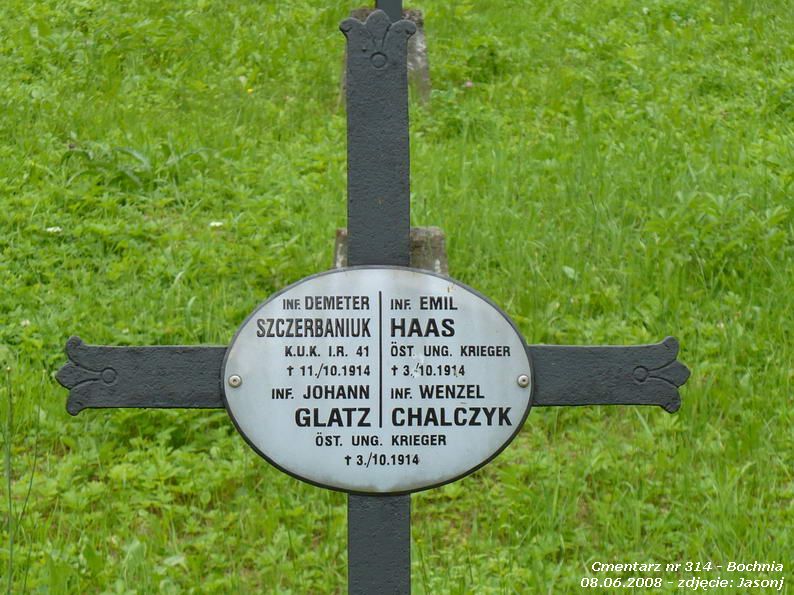 INF. DEMETER
SZCZERBANIUK
K.U.K. I.R. 41
✝ 11./10.1914
INF. EMIL
HAAS
ÖST. UNG. KRIEGER
✝ 3./10.1914
INF. JOHANN
GLATZ
INF. WENZEL
CHALCZYK
ÖST. UNG. KRIEGER
✝ 3./10.1914
Cmentarz nr 314 - Bochnia
08.06.2008 - zdjęcie: Jasonj